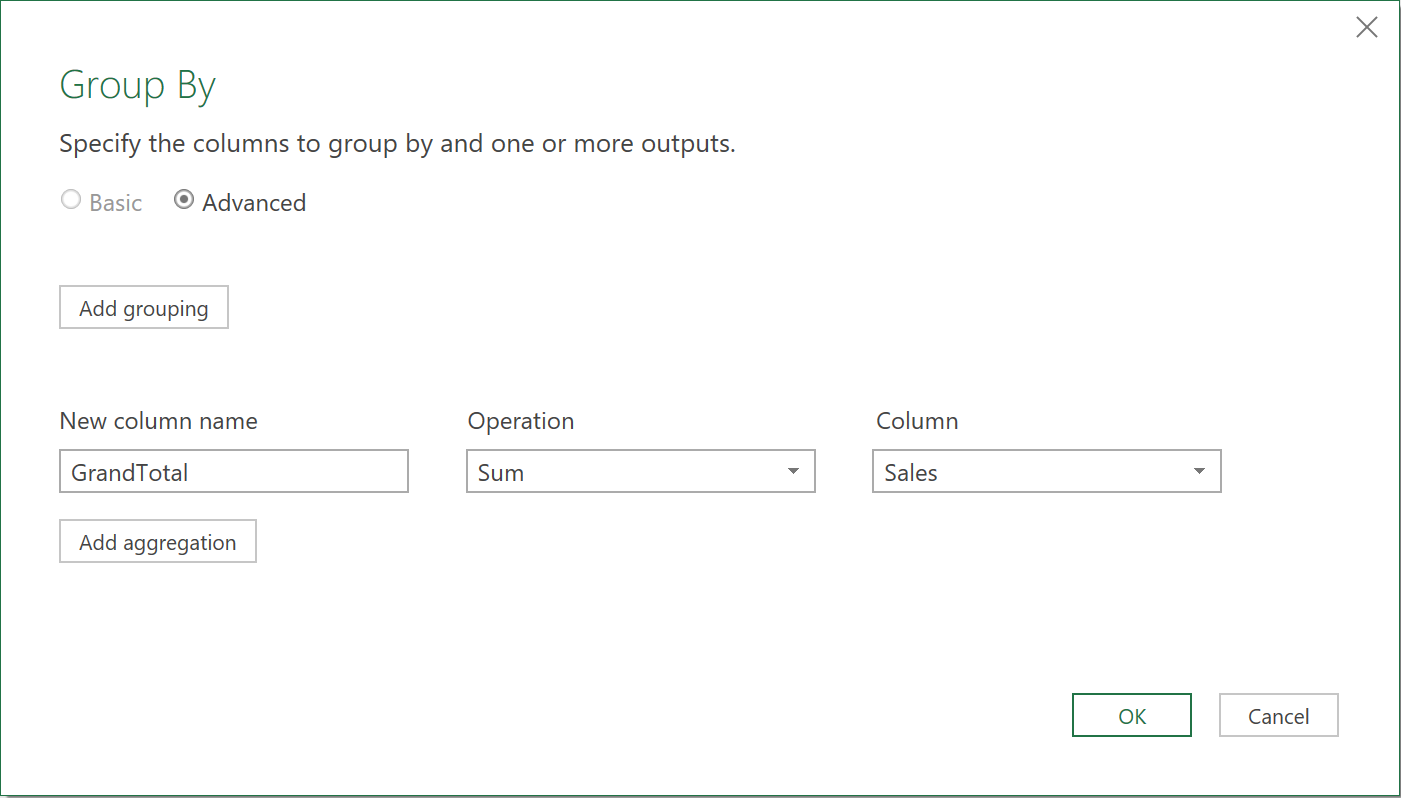 Group By
Specify the columns to group by and one or more outputs.
Basic Advanced
Add grouping
New column name Operation Column
GrandTotal Sum Sales
Add aggregation
OK Cancel